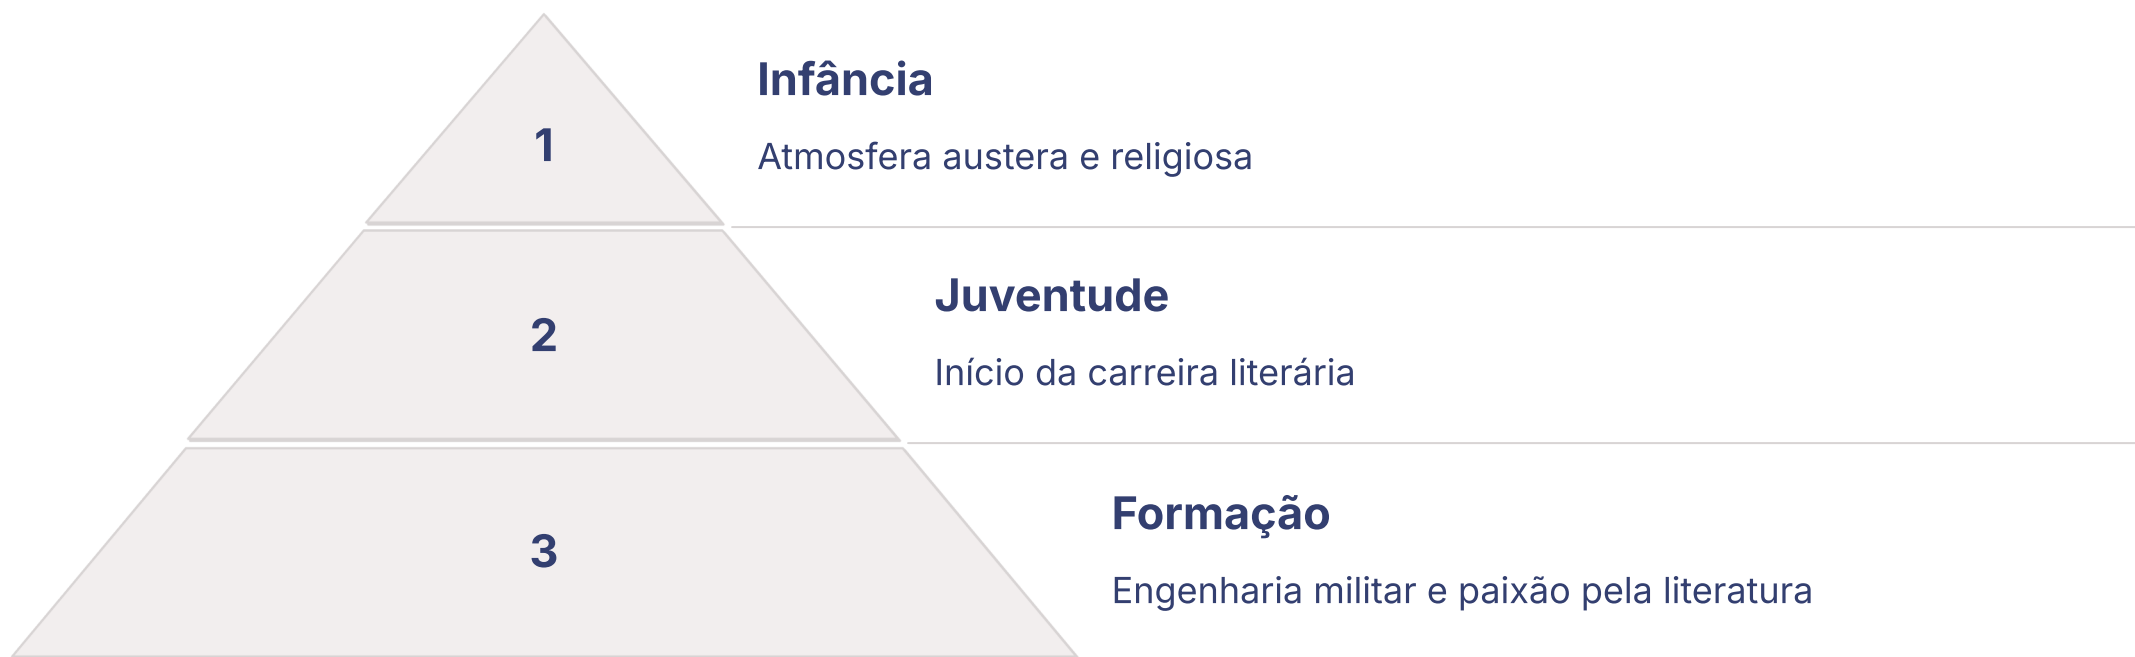 1
Infância
Atmosfera austera e religiosa
2
Juventude
Início da carreira literária
3
Formação
Engenharia militar e paixão pela literatura